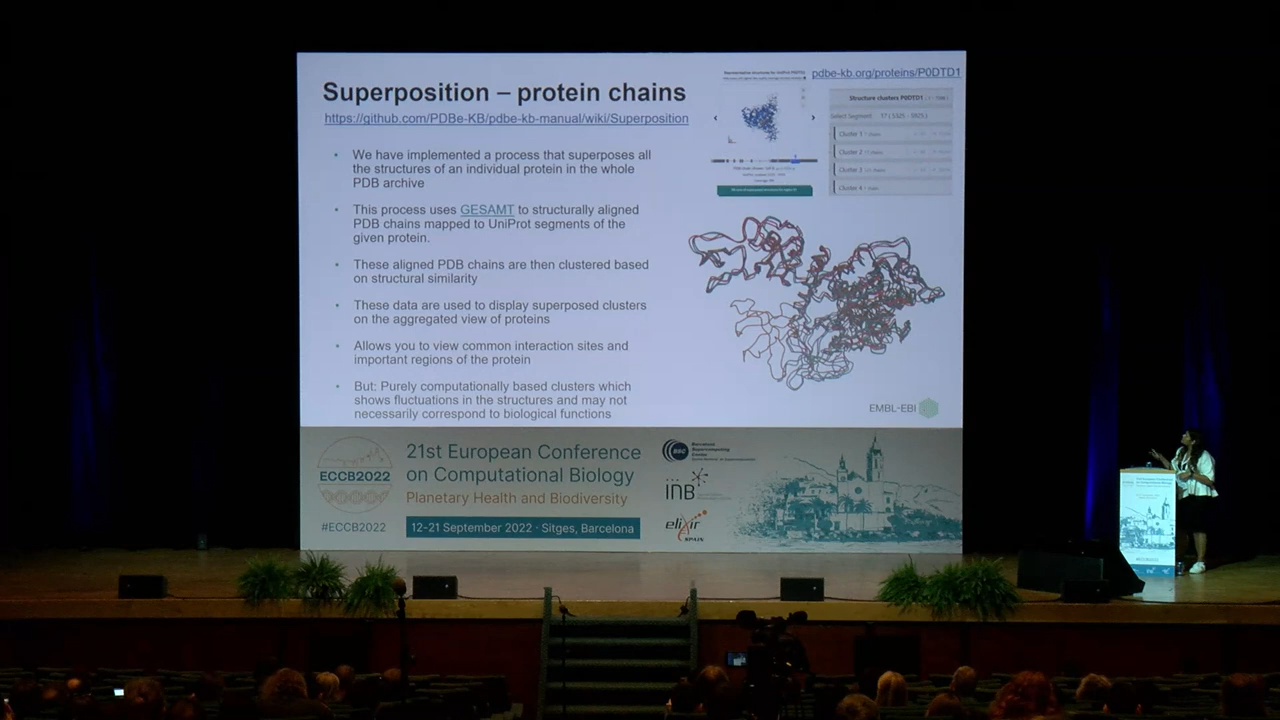 Superposition – protein chains
https://github.com/PDBe-KB/pdbe-kb-manual/wiki/Superposition
We have implemented a process that superposes all
the structures of an individual protein in the whole
PDB archive
This process uses GESAMT to structurally aligned
PDB chains mapped to UniProt segments of the
given protein.
These aligned PDB chains are then clustered based
on structural similarity
These data are used to display superposed clusters
on the aggregated view of proteins
Allows you to view common interaction sites and
important regions of the protein
But: Purely computationally based clusters which
shows fluctuations in the structures and may not
necessarily correspond to biological functions
pdbe-kb.org/proteins/P0DTD1
Structure clusters P0DTD1
Select Segment
Cluster 1
Cluster 2
Cluster 3
Cluster 4
EMBL-EBI
ECCB2022
#ECCB2022
21st European Conference
on Computational Biology
Planetary Health and Biodiversity
12-21 September 2022 · Sitges, Barcelona
BSC
Barcelona
Supercomputing
Center
INB
elixir
SPAIN